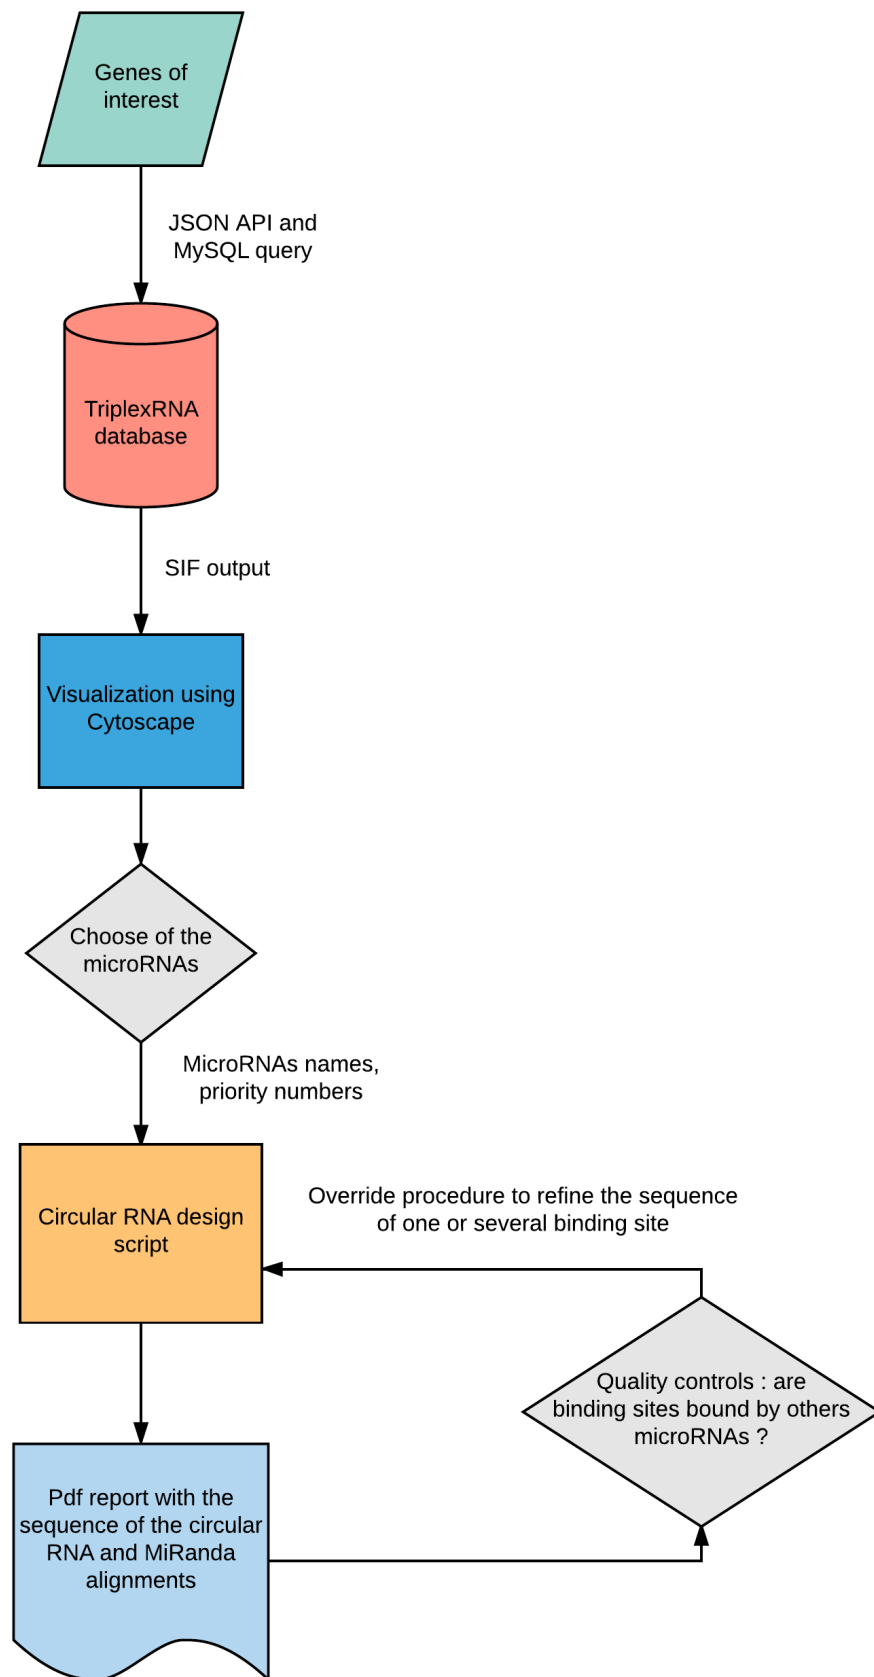 Genes of
interest
JSON API and
MySQL query
TriplexRNA
database
SIF output
Visualization using
Cytoscape
Choose of the
microRNAs
MicroRNAs names,
priority numbers
Circular RNA design
script
Override procedure to refine the sequence
of one or several binding site
Quality controls : are
binding sites bound by others
microRNAs ?
Pdf report with the
sequence of the circular
RNA and MiRanda
alignments